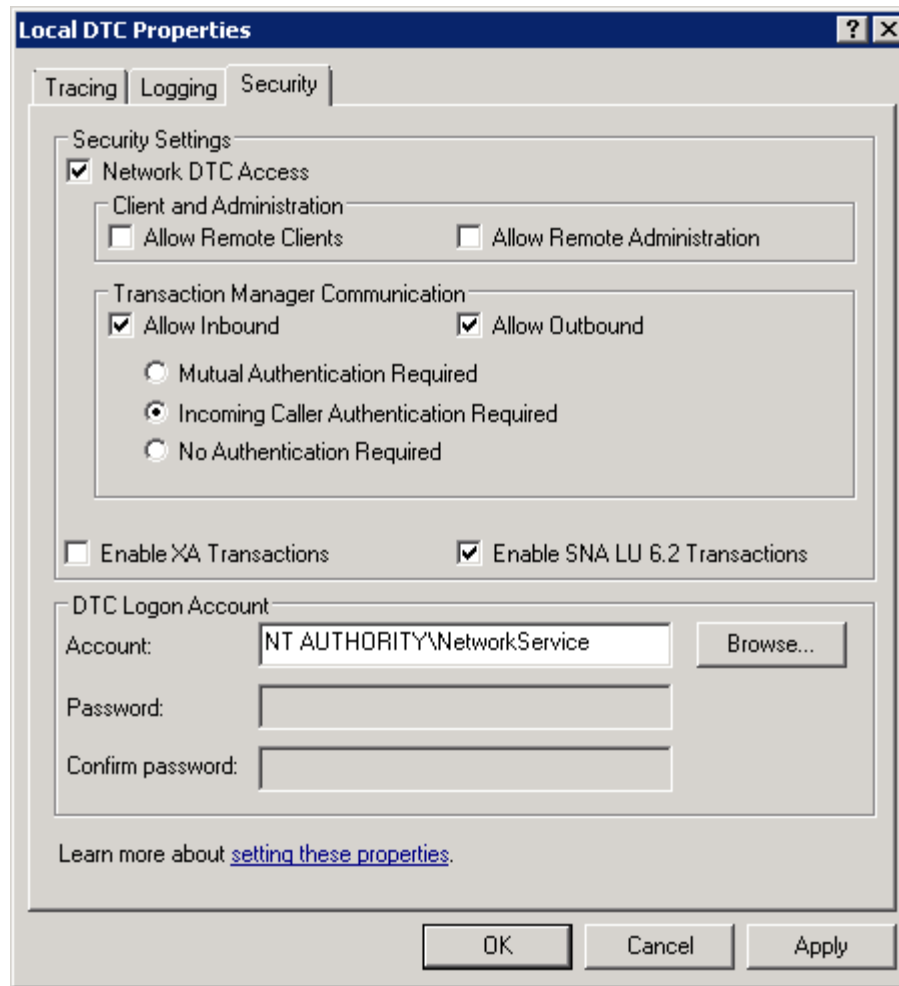 Local DTC Properties
Tracing Logging Security
Security Settings
Network DTC Access
Client and Administration
Allow Remote Clients Allow Remote Administration
Transaction Manager Communication
Allow Inbound Allow Outbound
Mutual Authentication Required
Incoming Caller Authentication Required
No Authentication Required
Enable XA Transactions Enable SNA LU 6.2 Transactions
DTC Logon Account
Account: NT AUTHORITY\NetworkService Browse...
Password:
Confirm password:
Learn more about setting these properties.
OK Cancel Apply